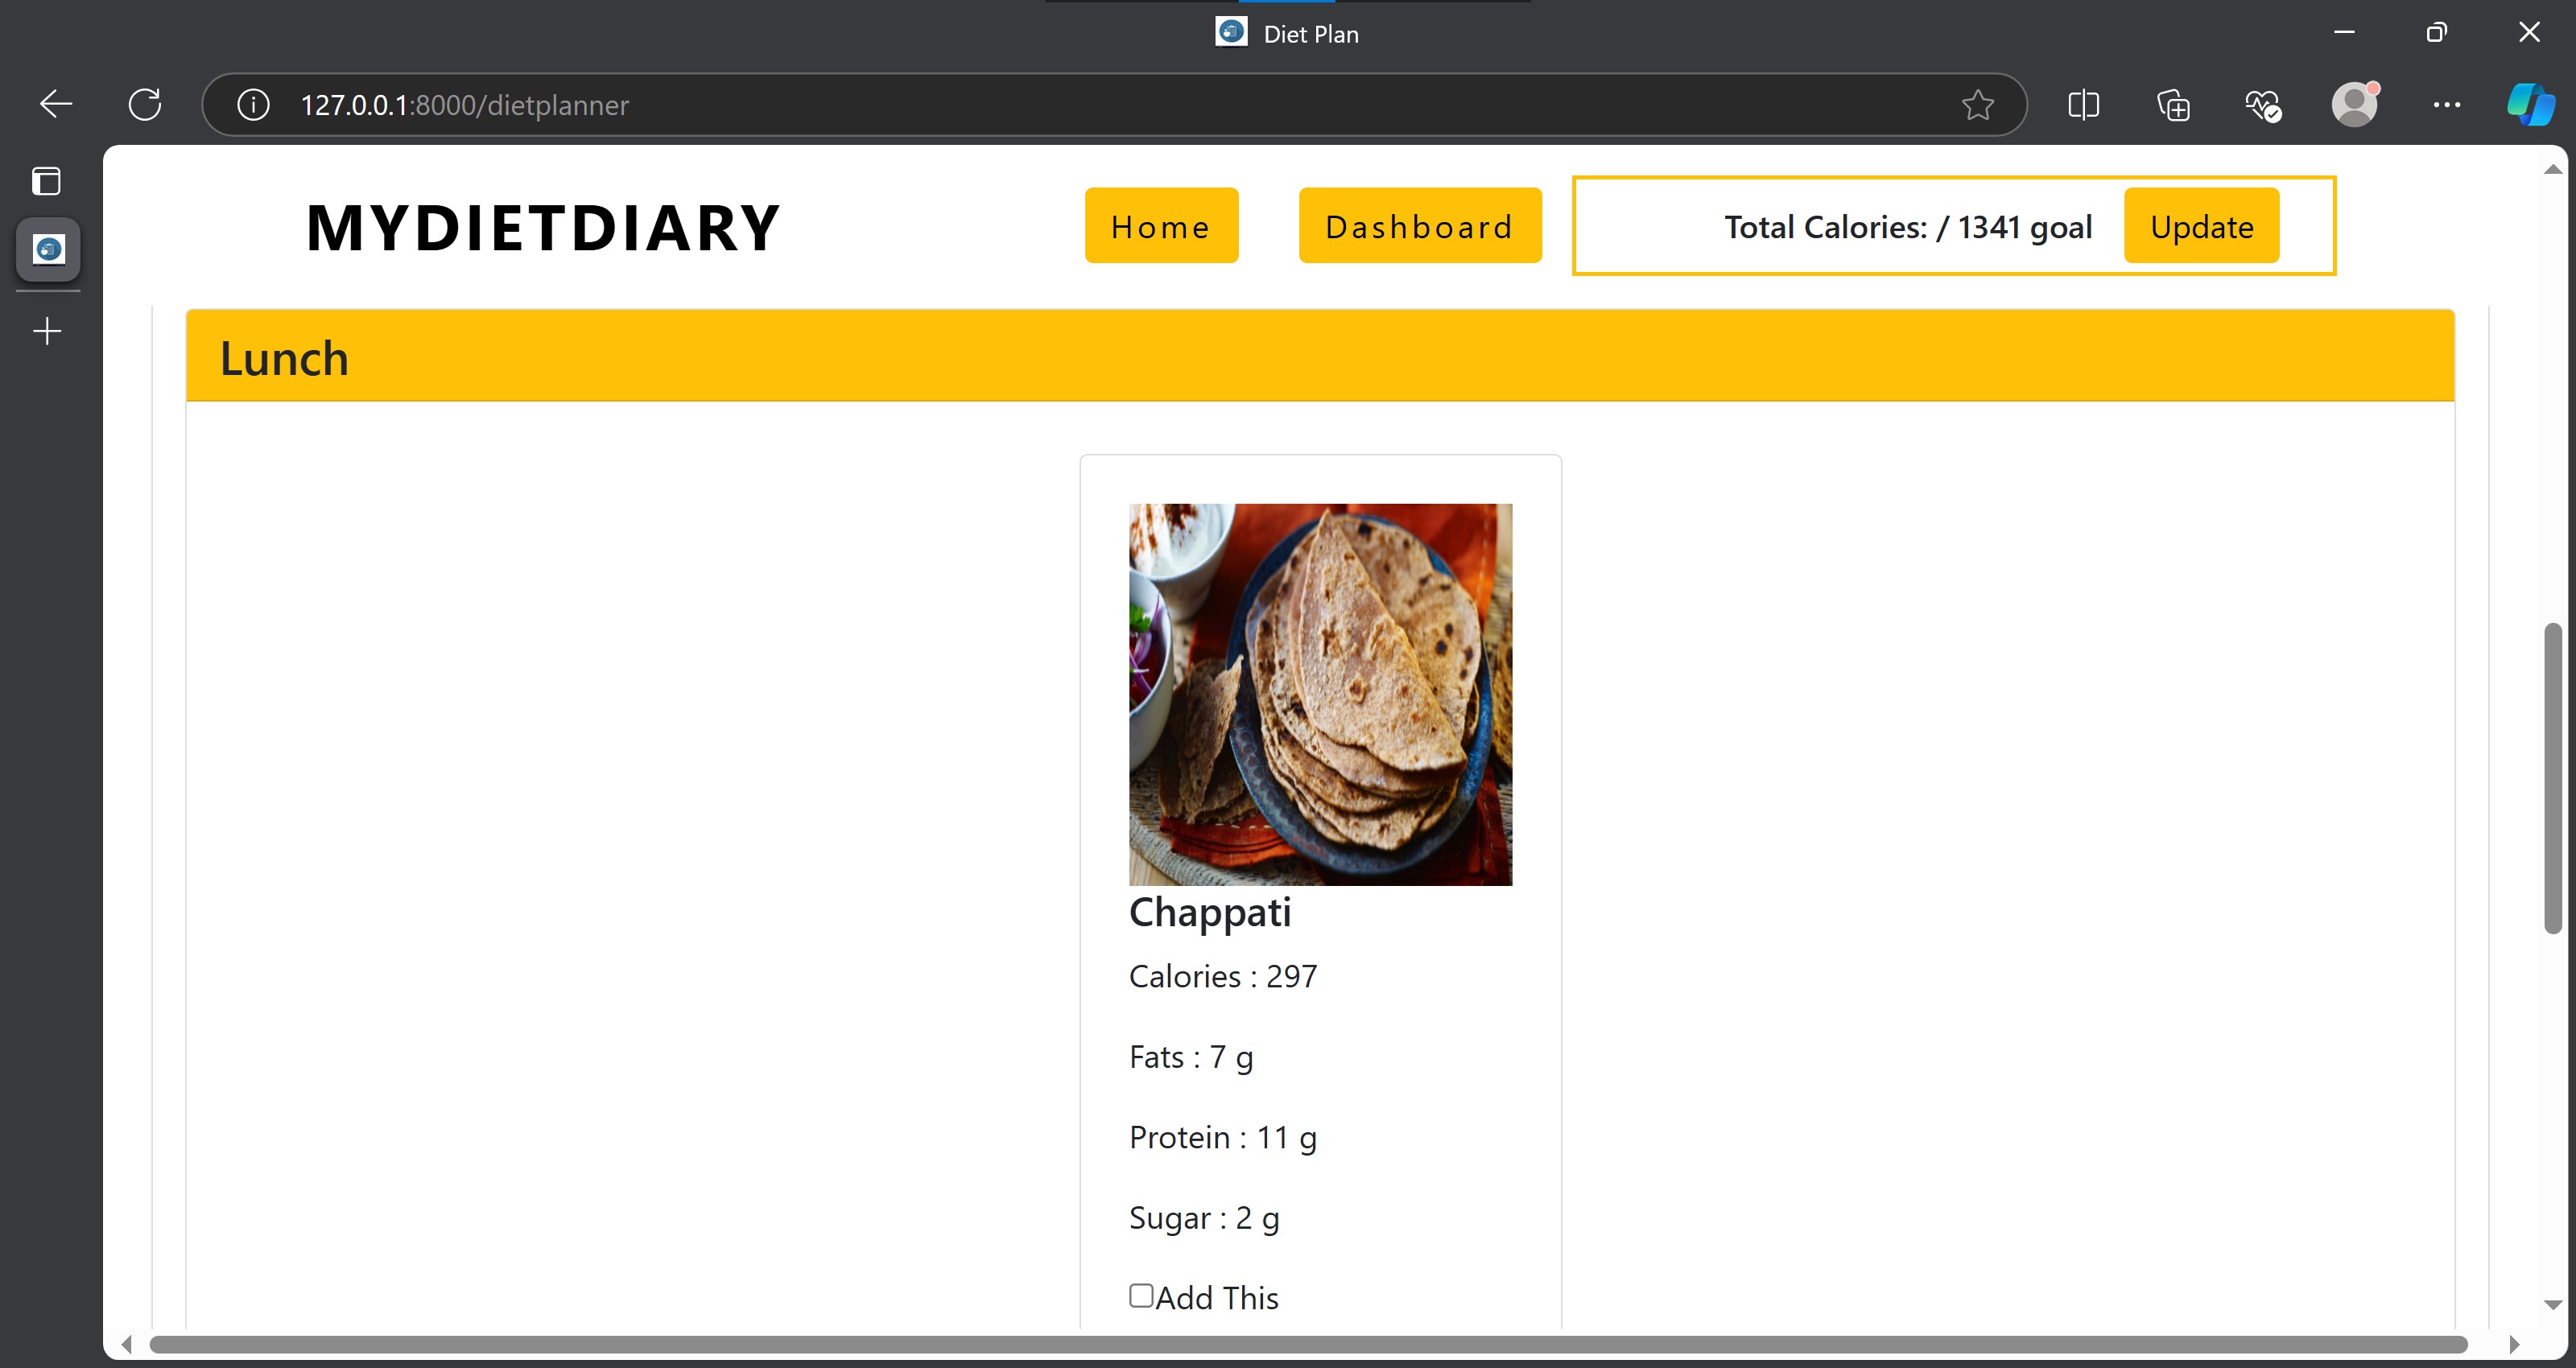 Diet Plan
127.0.0.1:8000/dietplanner
MYDIETDIARY
Home
Dashboard
Total Calories: / 1341 goal
Update
Lunch
Chappati
Calories : 297
Fats : 7 g
Protein : 11 g
Sugar : 2 g
Add This